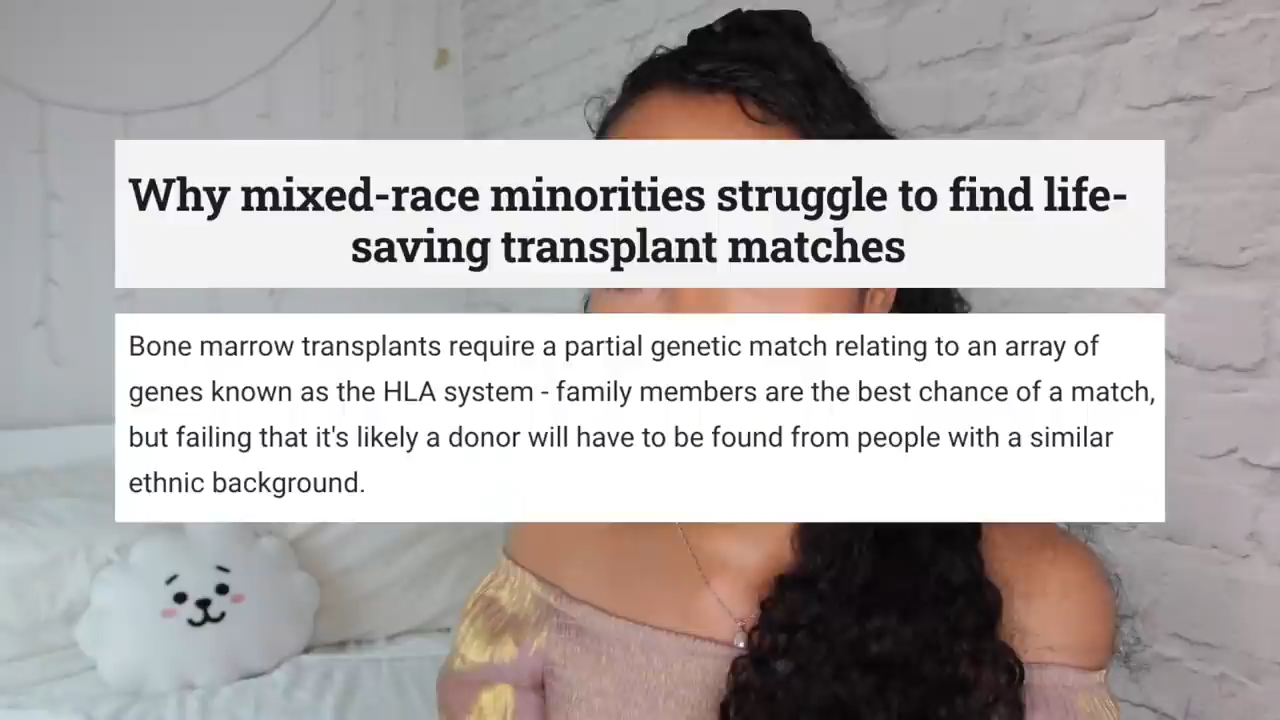 Why mixed-race minorities struggle to find life-
saving transplant matches
Bone marrow transplants require a partial genetic match relating to an array of
genes known as the HLA system - family members are the best chance of a match,
but failing that it's likely a donor will have to be found from people with a similar
ethnic background.